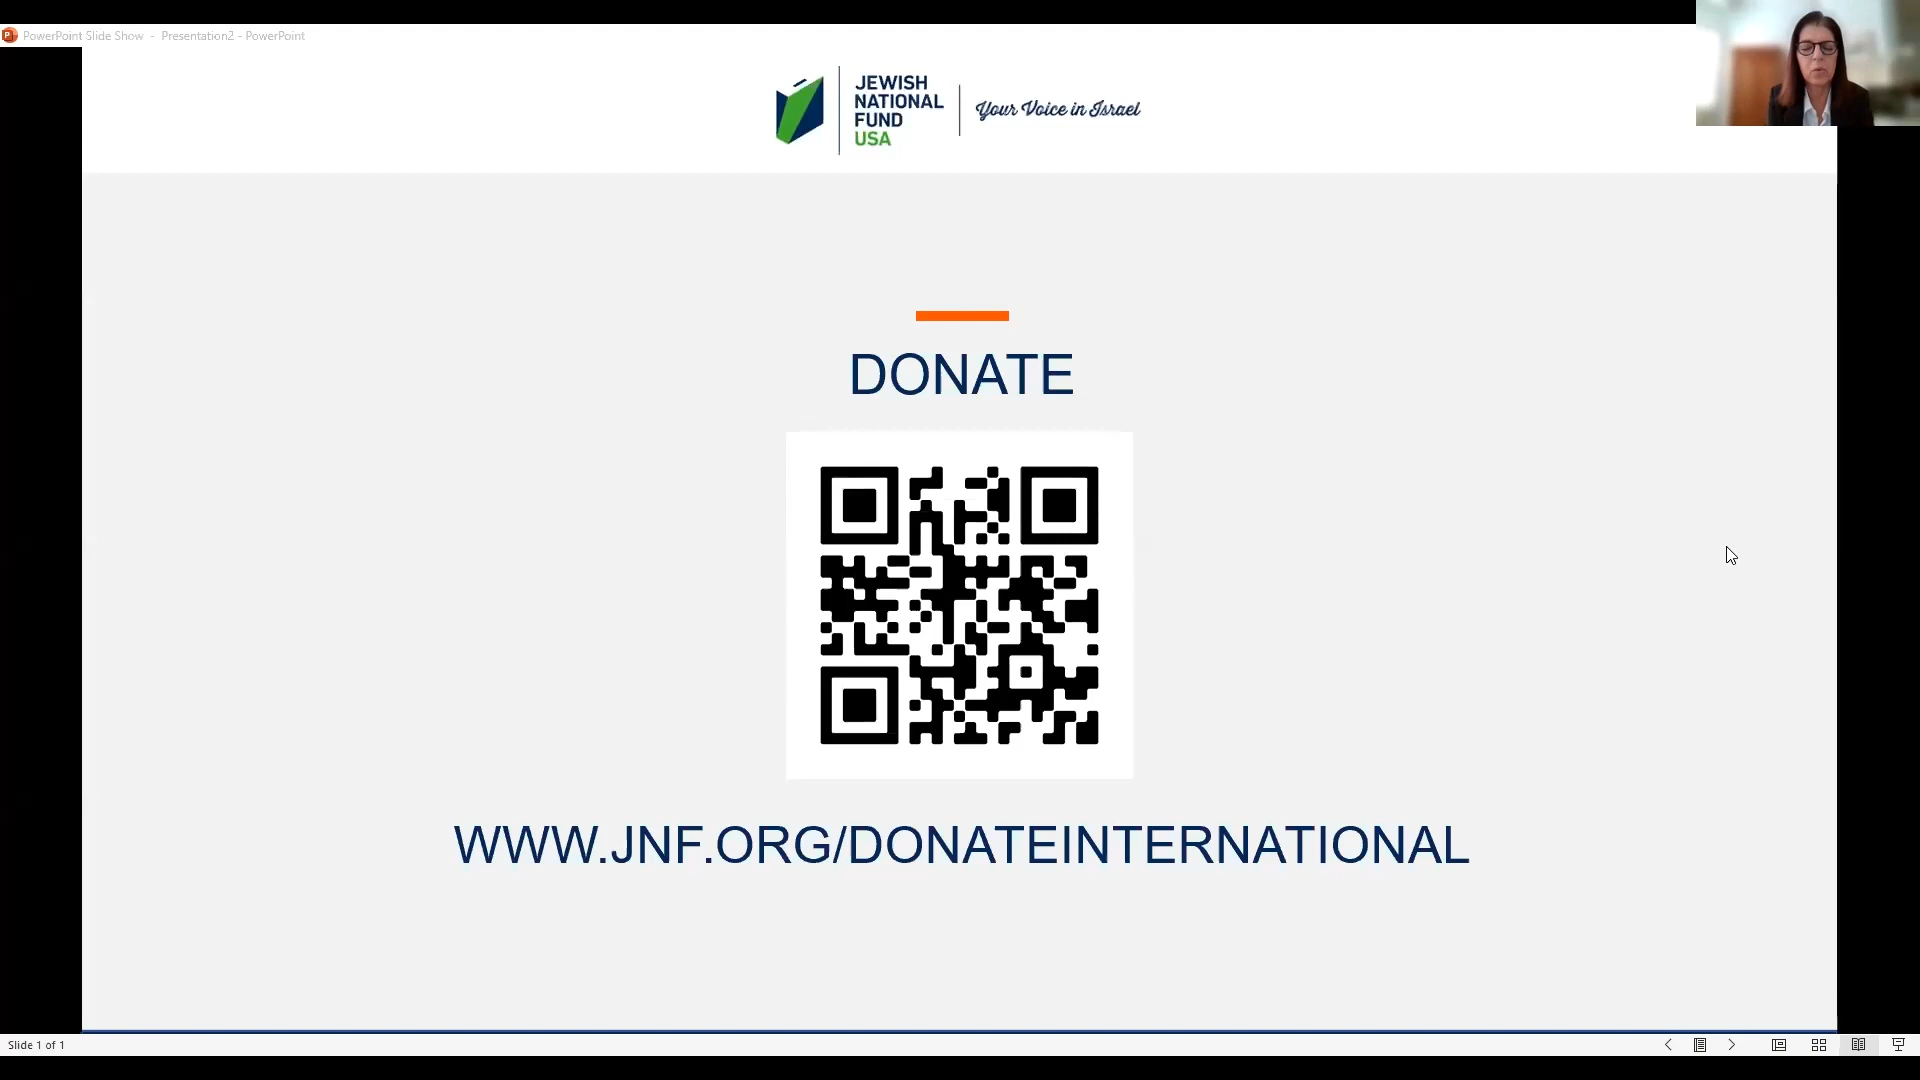 PowerPoint Slide Show - Presentation2 - PowerPoint
JEWISH
NATIONAL
FUND
USA
Your Voice in Israel
DONATE
WWW.JNF.ORG/DONATEINTERNATIONAL
Slide 1 of 1